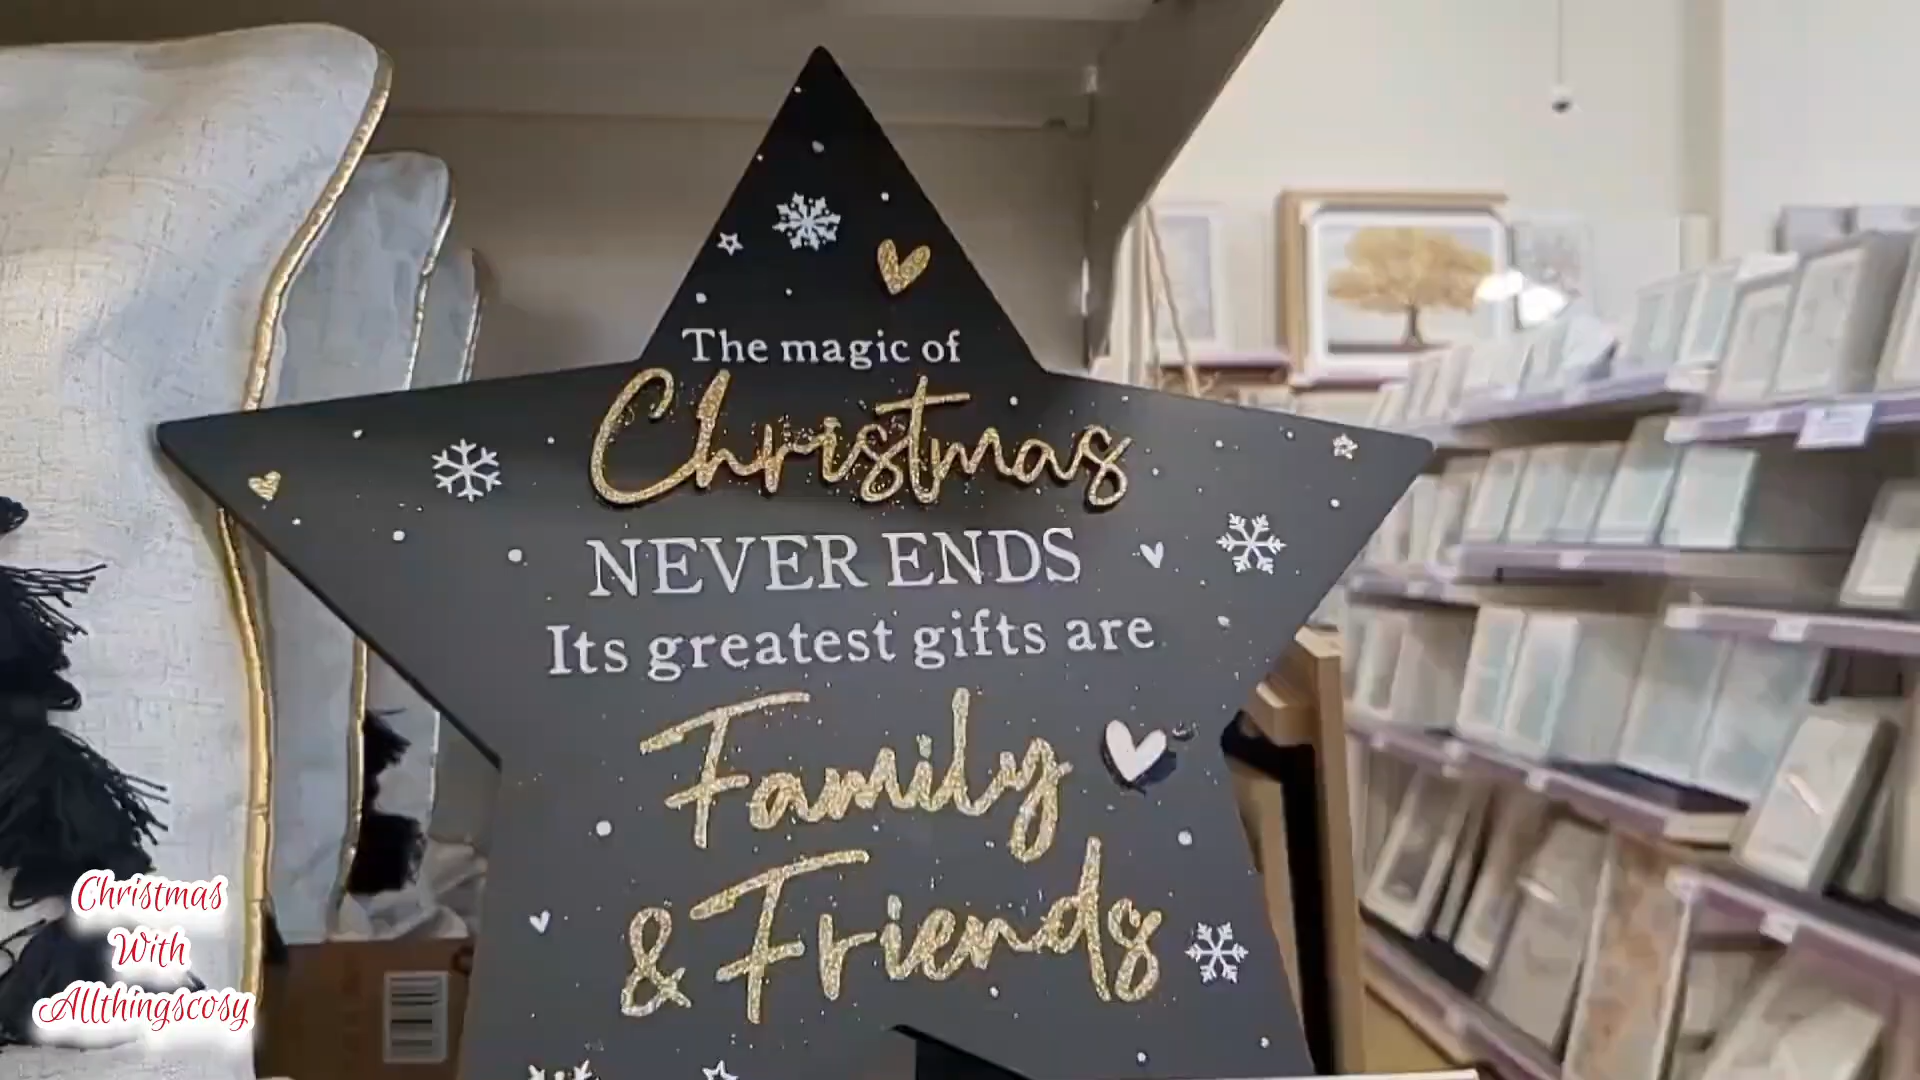 The magic of
Christmas
NEVER ENDS
Its greatest gifts are
Family
& Friends
Christmas
With
Allthingscosy